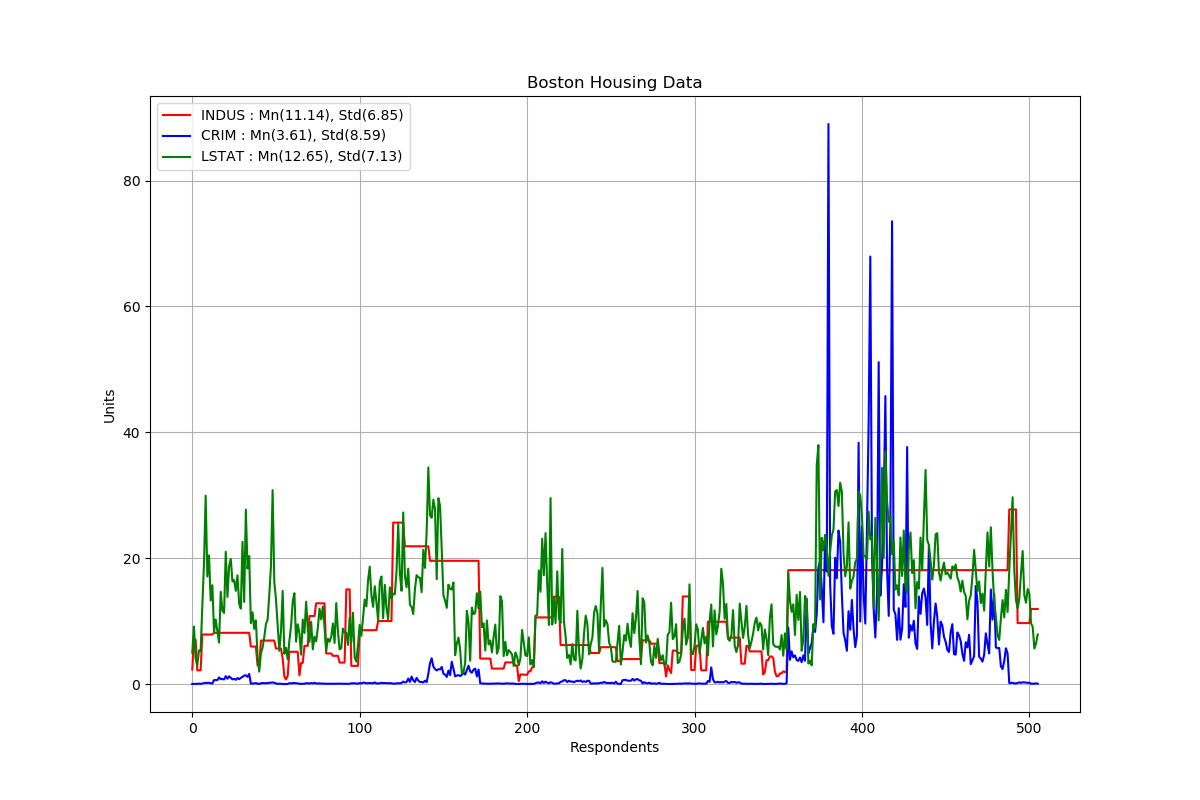 Boston Housing Data
INDUS : Mn(11.14), Std(6.85)
CRIM : Mn(3.61), Std(8.59)
LSTAT : Mn(12.65), Std(7.13)
80
60
40
20
0
Units
0 100 200 300 400 500
Respondents